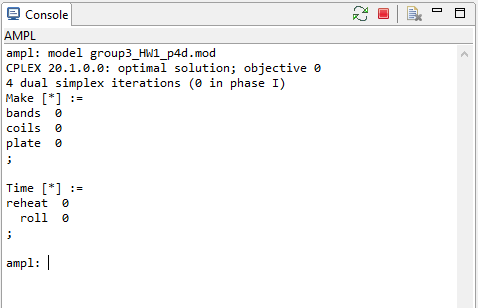 Console
AMPL
ampl: model group3_HW1_p4d.mod
CPLEX 20.1.0.0: optimal solution; objective 0
4 dual simplex iterations (0 in phase I)
Make [*] :=
bands  0
coils  0
plate  0
;

Time [*] :=
reheat  0
  roll  0
;

ampl: